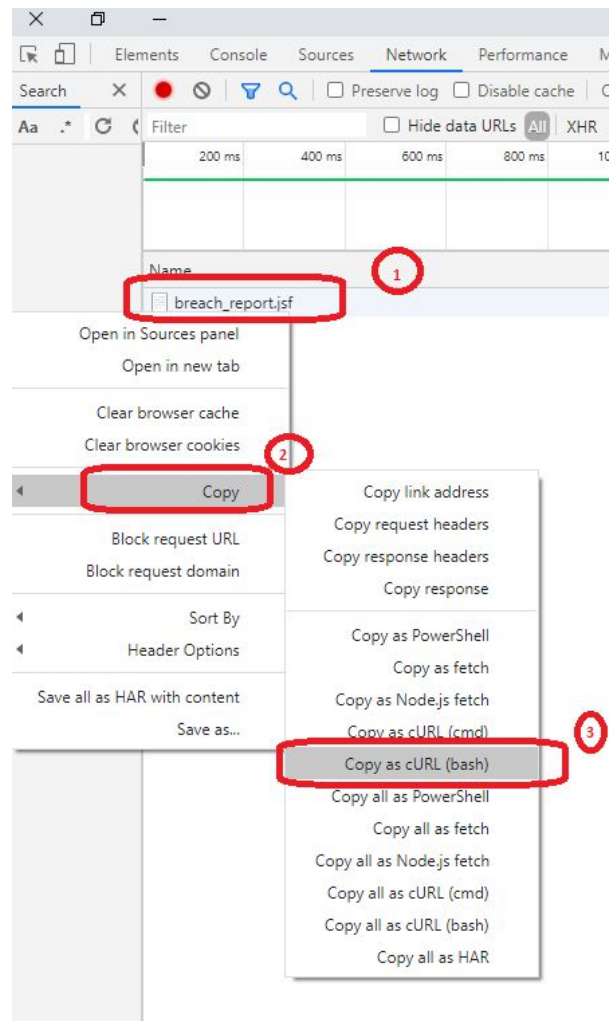 Elements Console Sources Network Performance
Search
Preserve log Disable cache
Aa .* Filter Hide data URLs All XHR
200 ms 400 ms 600 ms 800 ms
Name
1
breach_report.jsf
Open in Sources panel
Open in new tab
Clear browser cache
Clear browser cookies
2
Copy
Copy link address
Copy request headers
Block request URL
Copy response headers
Block request domain
Copy response
Sort By
Copy as PowerShell
Header Options
Copy as fetch
Save all as HAR with content
Copy as Node.js fetch
Save as...
Copy as cURL (cmd)
3
Copy as cURL (bash)
Copy all as PowerShell
Copy all as fetch
Copy all as Node.js fetch
Copy all as cURL (cmd)
Copy all as cURL (bash)
Copy all as HAR